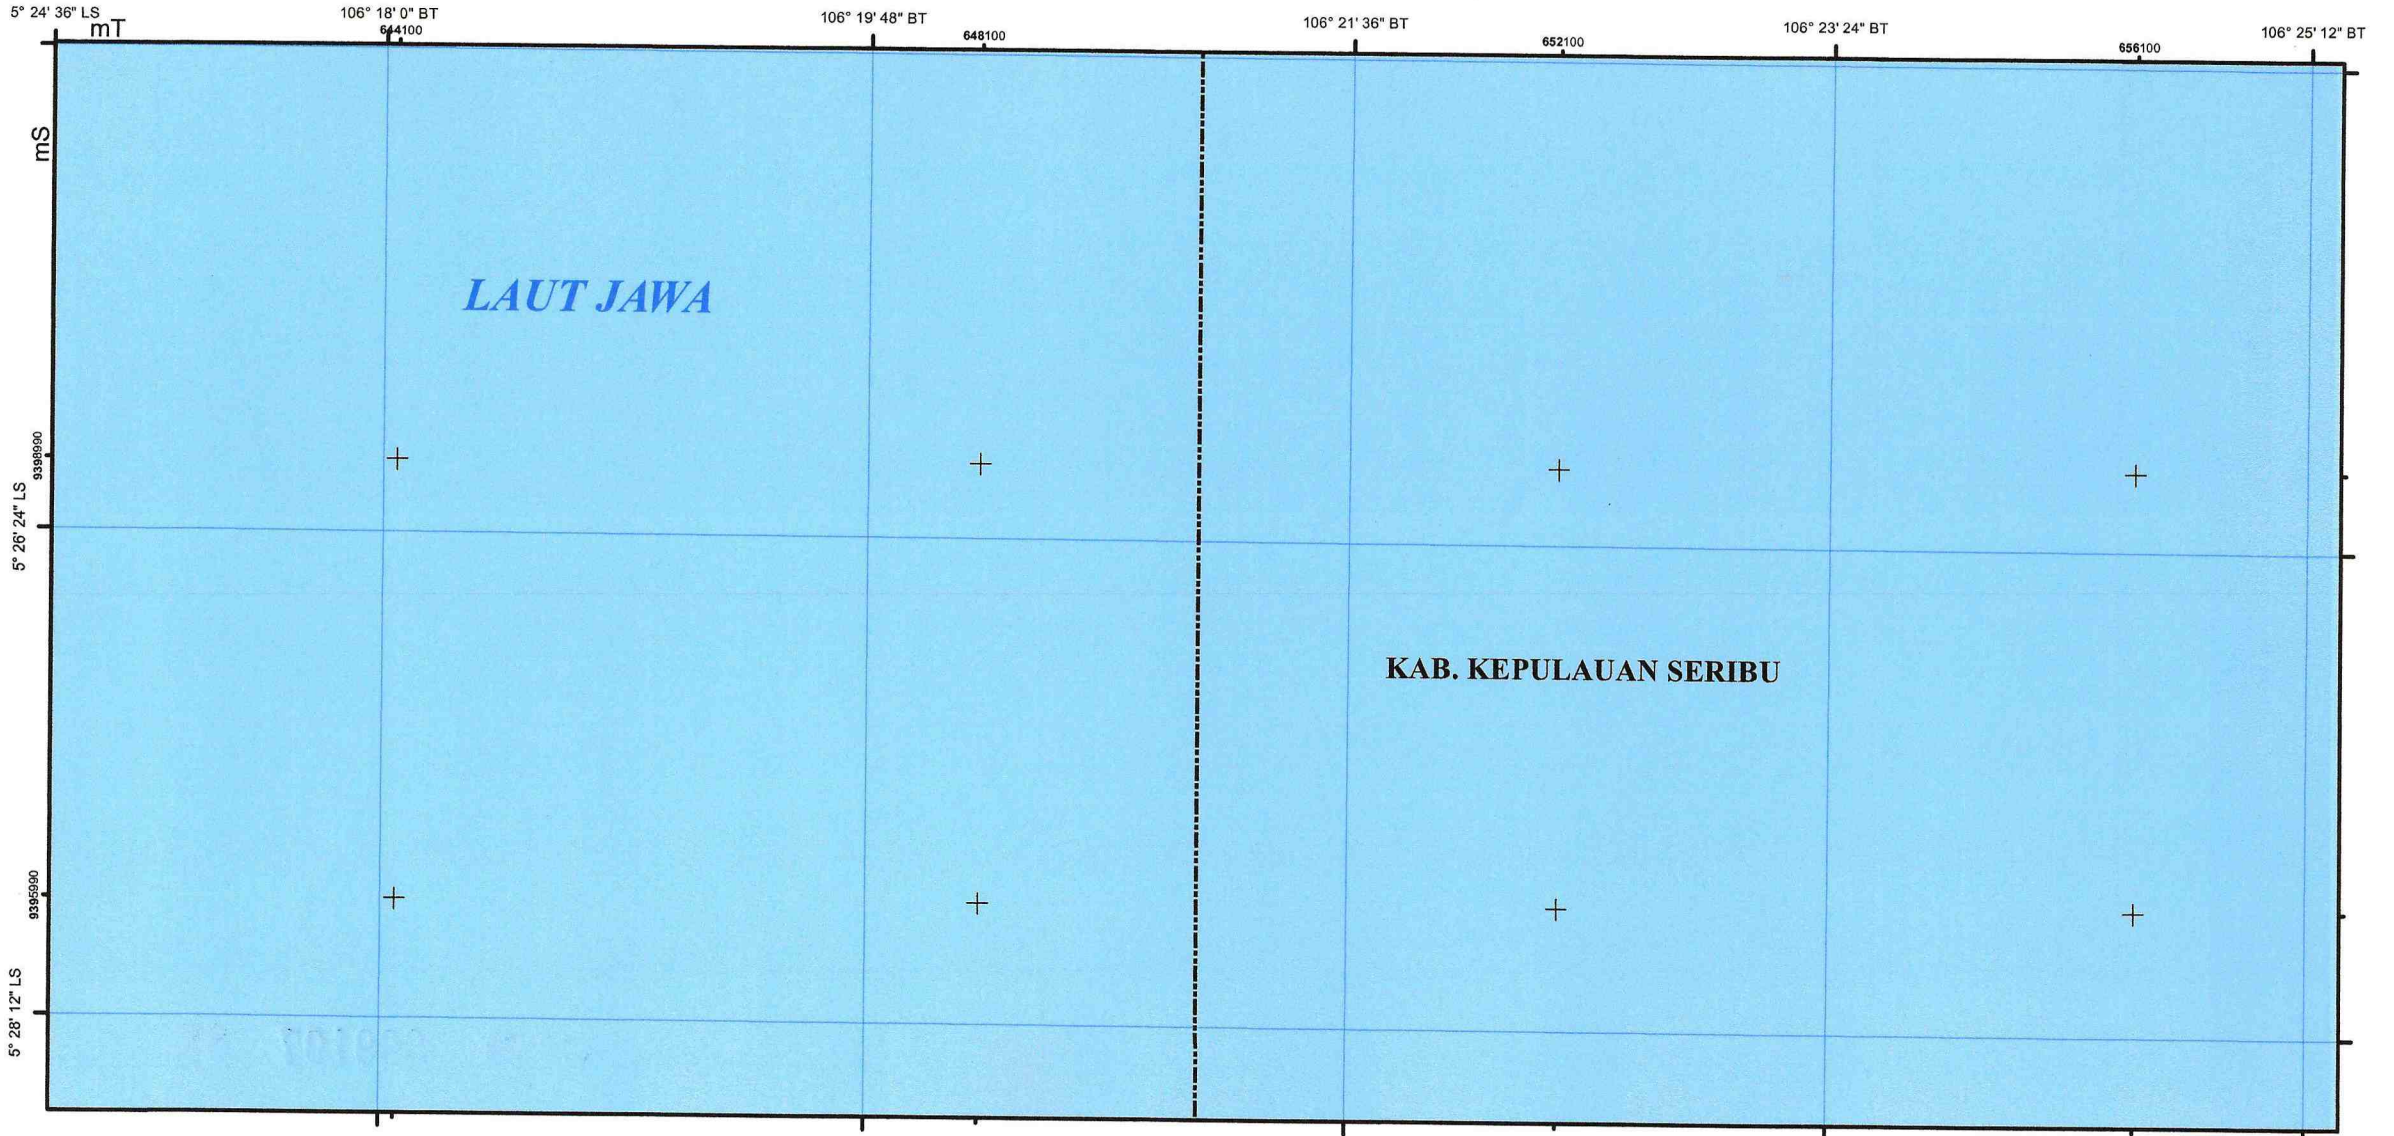 5° 24' 36" LS
106° 18' 0" BT
106° 19' 48" BT
106° 21' 36" BT
106° 23' 24" BT
106° 25' 12" BT
mT
644100
648100
652100
656100
mS
LAUT JAWA
9398990
5° 26' 24" LS
KAB. KEPULAUAN SERIBU
9395990
5° 28' 12" LS